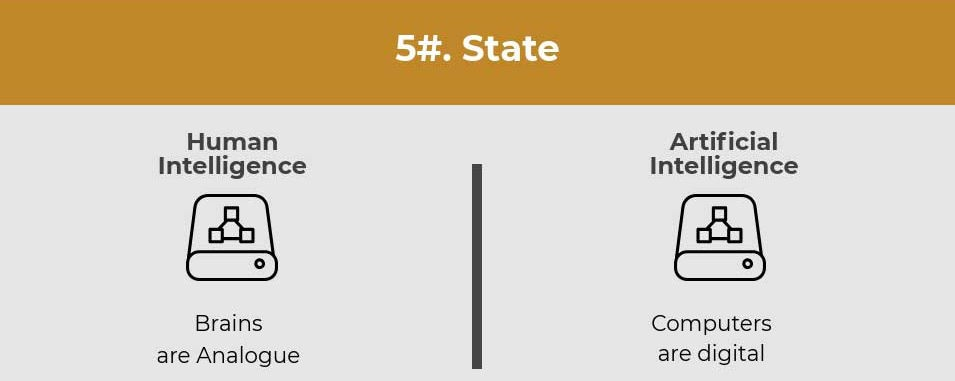 5#. State
Human
Intelligence
Brains
are Analogue
Artificial
Intelligence
Computers
are digital